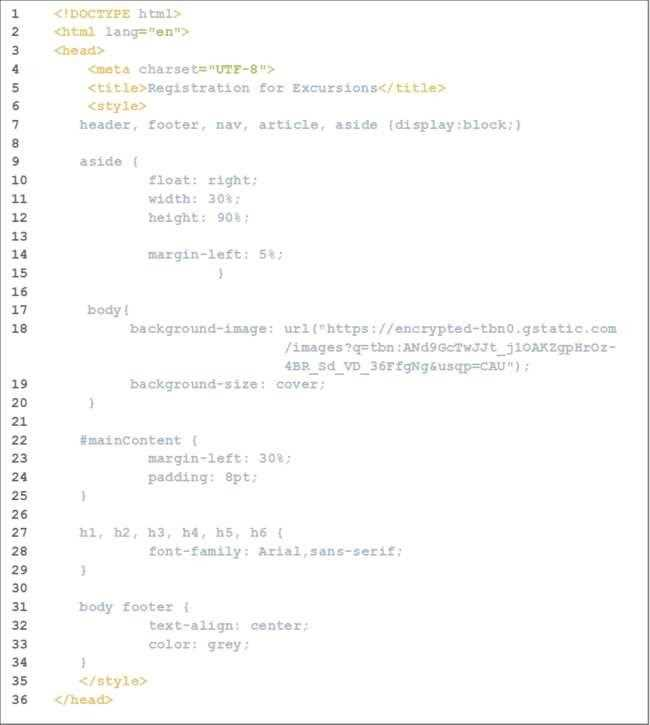 1 <!DOCTYPE html>
2 <html lang="en">
3 <head>
4 <meta charset="UTF-8">
5 <title>Registration for Excursions</title>
6 <style>
7 header, footer, nav, article, aside {display:block;}
8
9 aside {
10 float: right;
11 width: 30%;
12 height: 90%;
13
14 margin-left: 5%;
15 }
16
17 body{
18 background-image: url("https://encrypted-tbn0.gstatic.com
/images?q=tbn:ANd9GcTwJJt_j1OAKZgpHrOz-
4BR_Sd_VD_36FfgNg&usqp=CAU");
19 background-size: cover;
20 }
21
22 #mainContent {
23 margin-left: 30%;
24 padding: 8pt;
25 }
26
27 h1, h2, h3, h4, h5, h6 {
28 font-family: Arial,sans-serif;
29 }
30
31 body footer {
32 text-align: center;
33 color: grey;
34 }
35 </style>
36 </head>